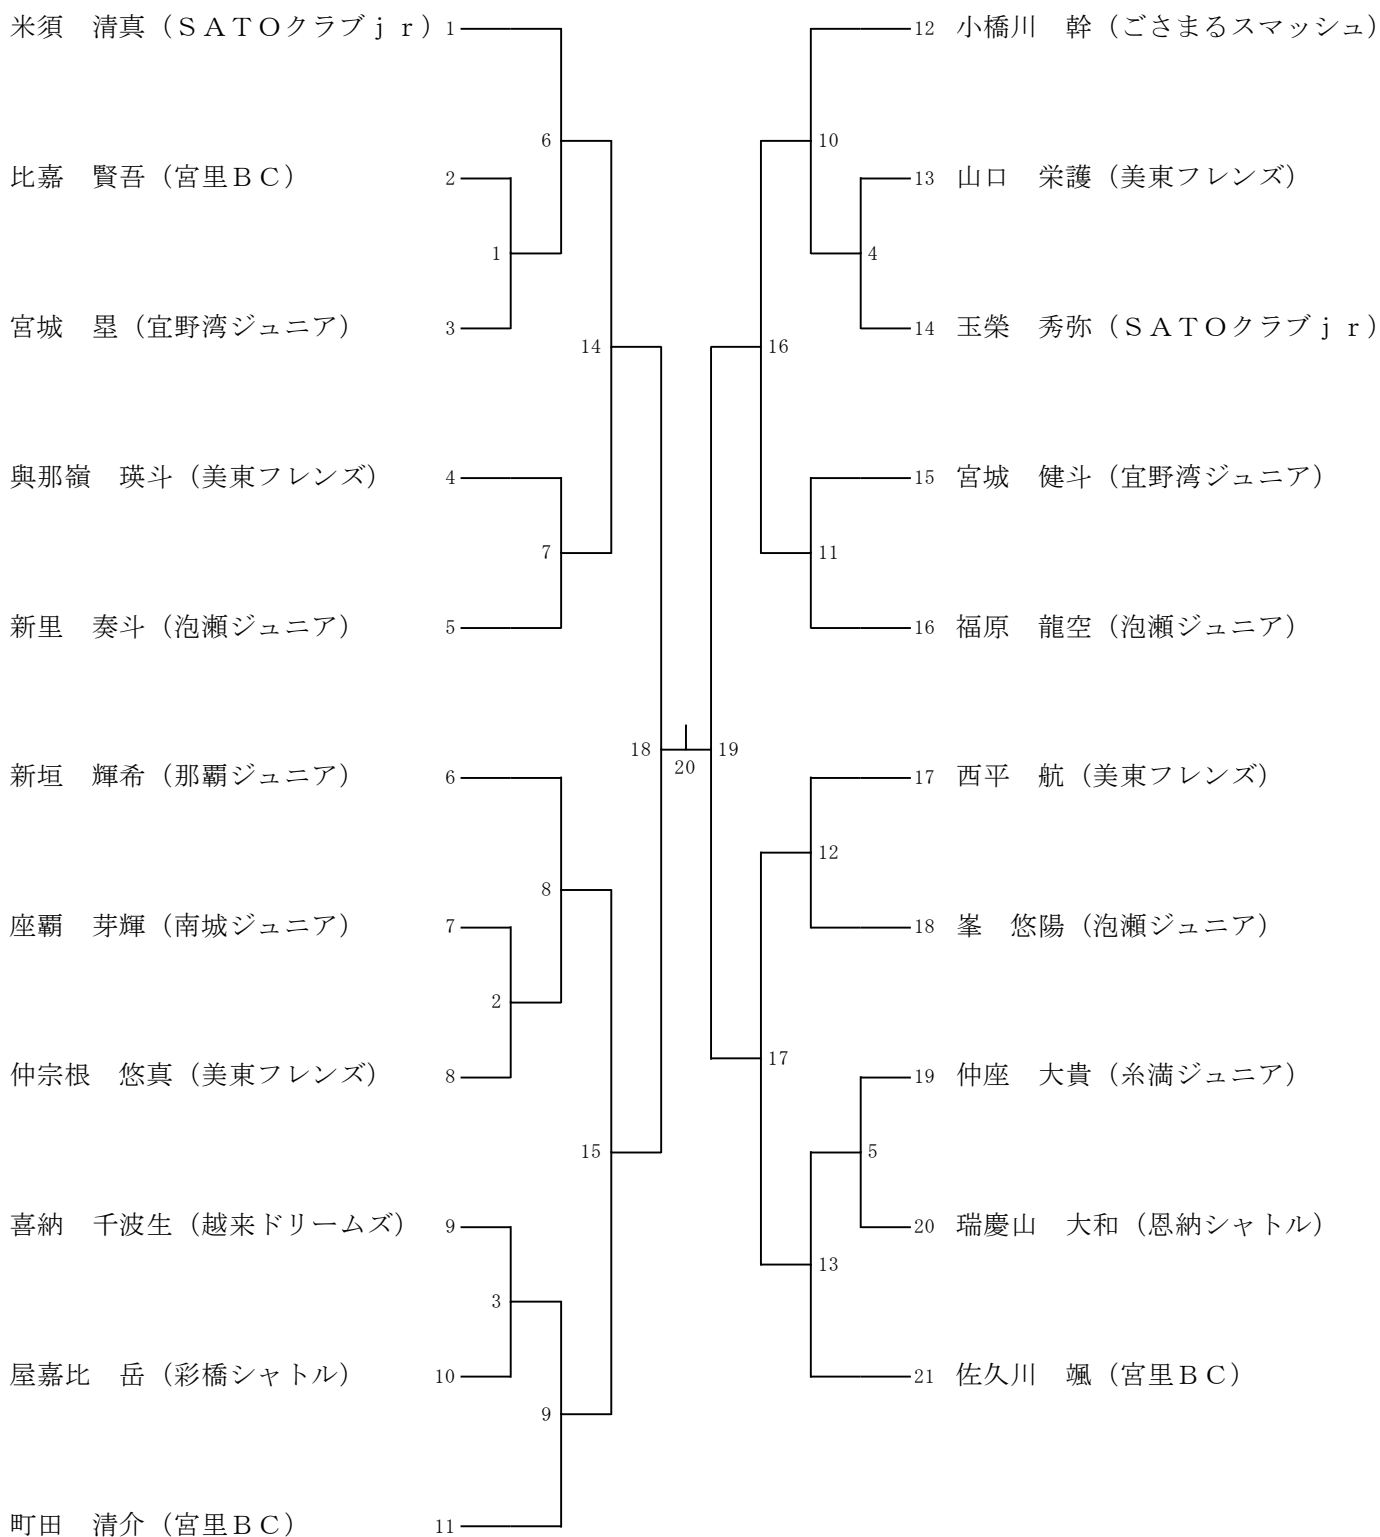 米須　清真（ＳＡＴＯクラブｊｒ） 1
比嘉　賢吾（宮里ＢＣ） 2
宮城　塁（宜野湾ジュニア） 3
與那嶺　瑛斗（美東フレンズ） 4
新里　奏斗（泡瀬ジュニア） 5
新垣　輝希（那覇ジュニア） 6
座覇　芽輝（南城ジュニア） 7
仲宗根　悠真（美東フレンズ） 8
喜納　千波生（越来ドリームズ） 9
屋嘉比　岳（彩橋シャトル） 10
町田　清介（宮里ＢＣ） 11
1
2
3
6
7
8
9
14
15
18
20
19
16
17
10
11
12
13
4
5
12 小橋川　幹（ごさまるスマッシュ）
13 山口　栄護（美東フレンズ）
14 玉榮　秀弥（ＳＡＴＯクラブｊｒ）
15 宮城　健斗（宜野湾ジュニア）
16 福原　龍空（泡瀬ジュニア）
17 西平　航（美東フレンズ）
18 峯　悠陽（泡瀬ジュニア）
19 仲座　大貴（糸満ジュニア）
20 瑞慶山　大和（恩納シャトル）
21 佐久川　颯（宮里ＢＣ）